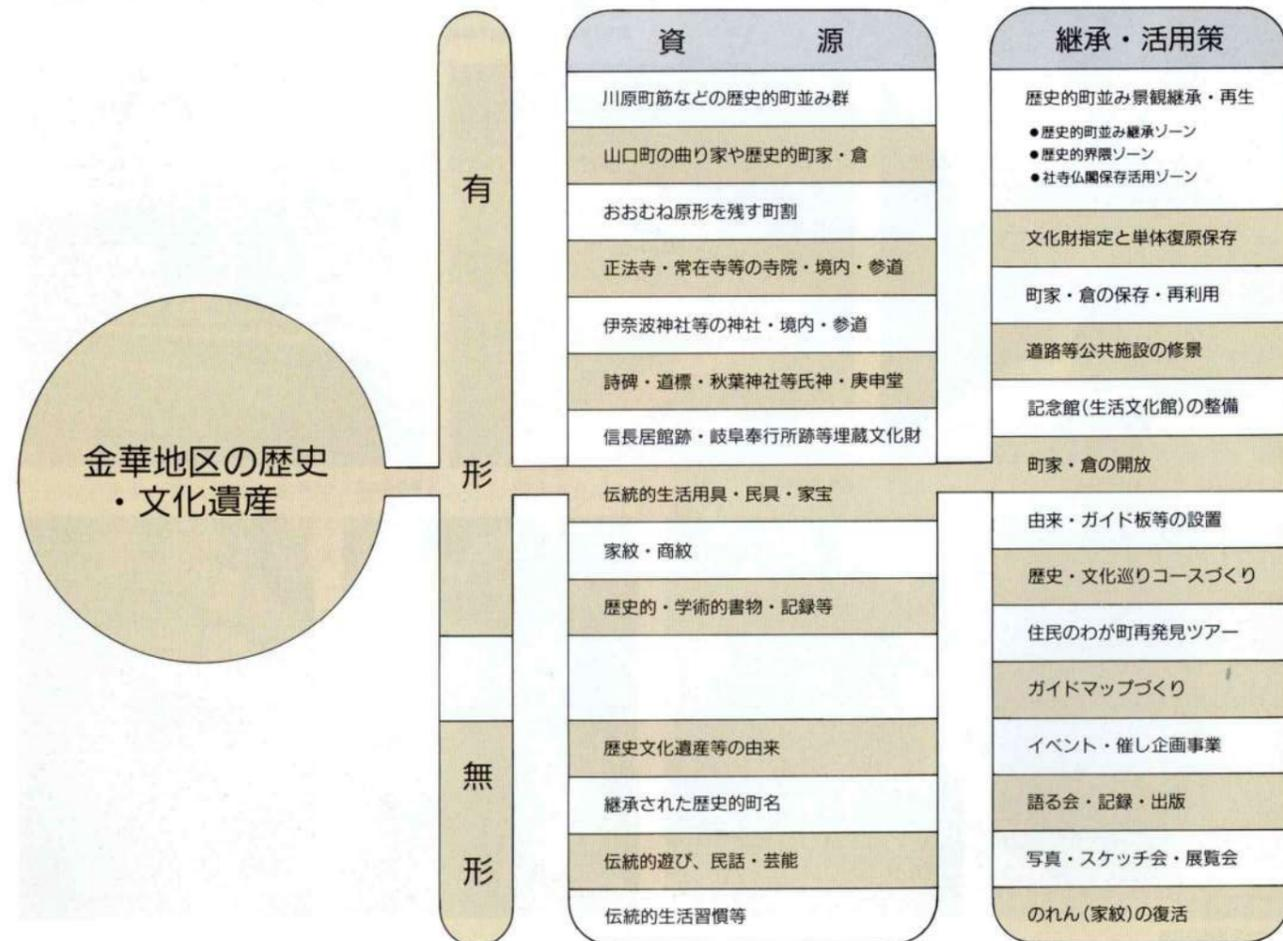 金華地区の歴史
・文化遺産
有形
無形
資源
川原町筋などの歴史的町並み群
山口町の曲り家や歴史的町家・倉
おおむね原形を残す町割
正法寺・常在寺等の寺院・境内・参道
伊奈波神社等の神社・境内・参道
詩碑・道標・秋葉神社等氏神・庚申堂
信長居館跡・岐阜奉行所跡等埋蔵文化財
伝統的生活用具・民具・家宝
家紋・商紋
歴史的・学術的書物・記録等
歴史文化遺産等の由来
継承された歴史的町名
伝統的遊び、民話・芸能
伝統的生活習慣等
継承・活用策
歴史的町並み景観継承・再生
●歴史的町並み継承ゾーン
●歴史的界隈ゾーン
●社寺仏閣保存活用ゾーン
文化財指定と単体復原保存
町家・倉の保存・再利用
道路等公共施設の修景
記念館(生活文化館)の整備
町家・倉の開放
由来・ガイド板等の設置
歴史・文化巡りコースづくり
住民のわが町再発見ツアー
ガイドマップづくり
イベント・催し企画事業
語る会・記録・出版
写真・スケッチ会・展覧会
のれん(家紋)の復活